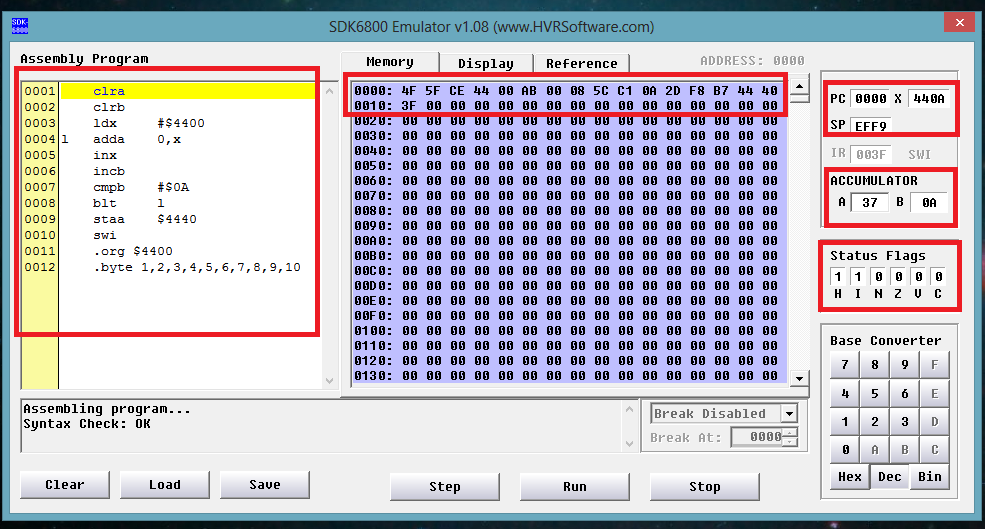 SDK6800 Emulator v1.08 (www.HVRSoftware.com)
SDK-
6800
Assembly Program
Memory Display Reference
ADDRESS: 0000
0001 clra
0002 clrb
0003 ldx #$4400
0004 l adda 0,x
0005 inx
0006 incb
0007 cmpb #$0A
0008 blt l
0009 staa $4440
0010 swi
0011 .org $4400
0012 .byte 1,2,3,4,5,6,7,8,9,10
0000: 4F 5F CE 44 00 AB 00 08 5C C1 0A 2D F8 B7 44 40
0010: 3F 00 00 00 00 00 00 00 00 00 00 00 00 00 00 00
0020: 00 00 00 00 00 00 00 00 00 00 00 00 00 00 00 00
0030: 00 00 00 00 00 00 00 00 00 00 00 00 00 00 00 00
0040: 00 00 00 00 00 00 00 00 00 00 00 00 00 00 00 00
0050: 00 00 00 00 00 00 00 00 00 00 00 00 00 00 00 00
0060: 00 00 00 00 00 00 00 00 00 00 00 00 00 00 00 00
0070: 00 00 00 00 00 00 00 00 00 00 00 00 00 00 00 00
0080: 00 00 00 00 00 00 00 00 00 00 00 00 00 00 00 00
0090: 00 00 00 00 00 00 00 00 00 00 00 00 00 00 00 00
00A0: 00 00 00 00 00 00 00 00 00 00 00 00 00 00 00 00
00B0: 00 00 00 00 00 00 00 00 00 00 00 00 00 00 00 00
00C0: 00 00 00 00 00 00 00 00 00 00 00 00 00 00 00 00
00D0: 00 00 00 00 00 00 00 00 00 00 00 00 00 00 00 00
00E0: 00 00 00 00 00 00 00 00 00 00 00 00 00 00 00 00
00F0: 00 00 00 00 00 00 00 00 00 00 00 00 00 00 00 00
0100: 00 00 00 00 00 00 00 00 00 00 00 00 00 00 00 00
0110: 00 00 00 00 00 00 00 00 00 00 00 00 00 00 00 00
0120: 00 00 00 00 00 00 00 00 00 00 00 00 00 00 00 00
0130: 00 00 00 00 00 00 00 00 00 00 00 00 00 00 00 00
PC 0000 X 440A
SP EFF9
IR 003F SWI
ACCUMULATOR
A 37 B 0A
Status Flags
1 1 0 0 0 0
H I N Z V C
Base Converter
7 8 9 F
4 5 6 E
1 2 3 D
0 A B C
Hex Dec Bin
Assembling program...
Syntax Check: OK
Break Disabled
Break At: 0000
Clear Load Save Step Run Stop